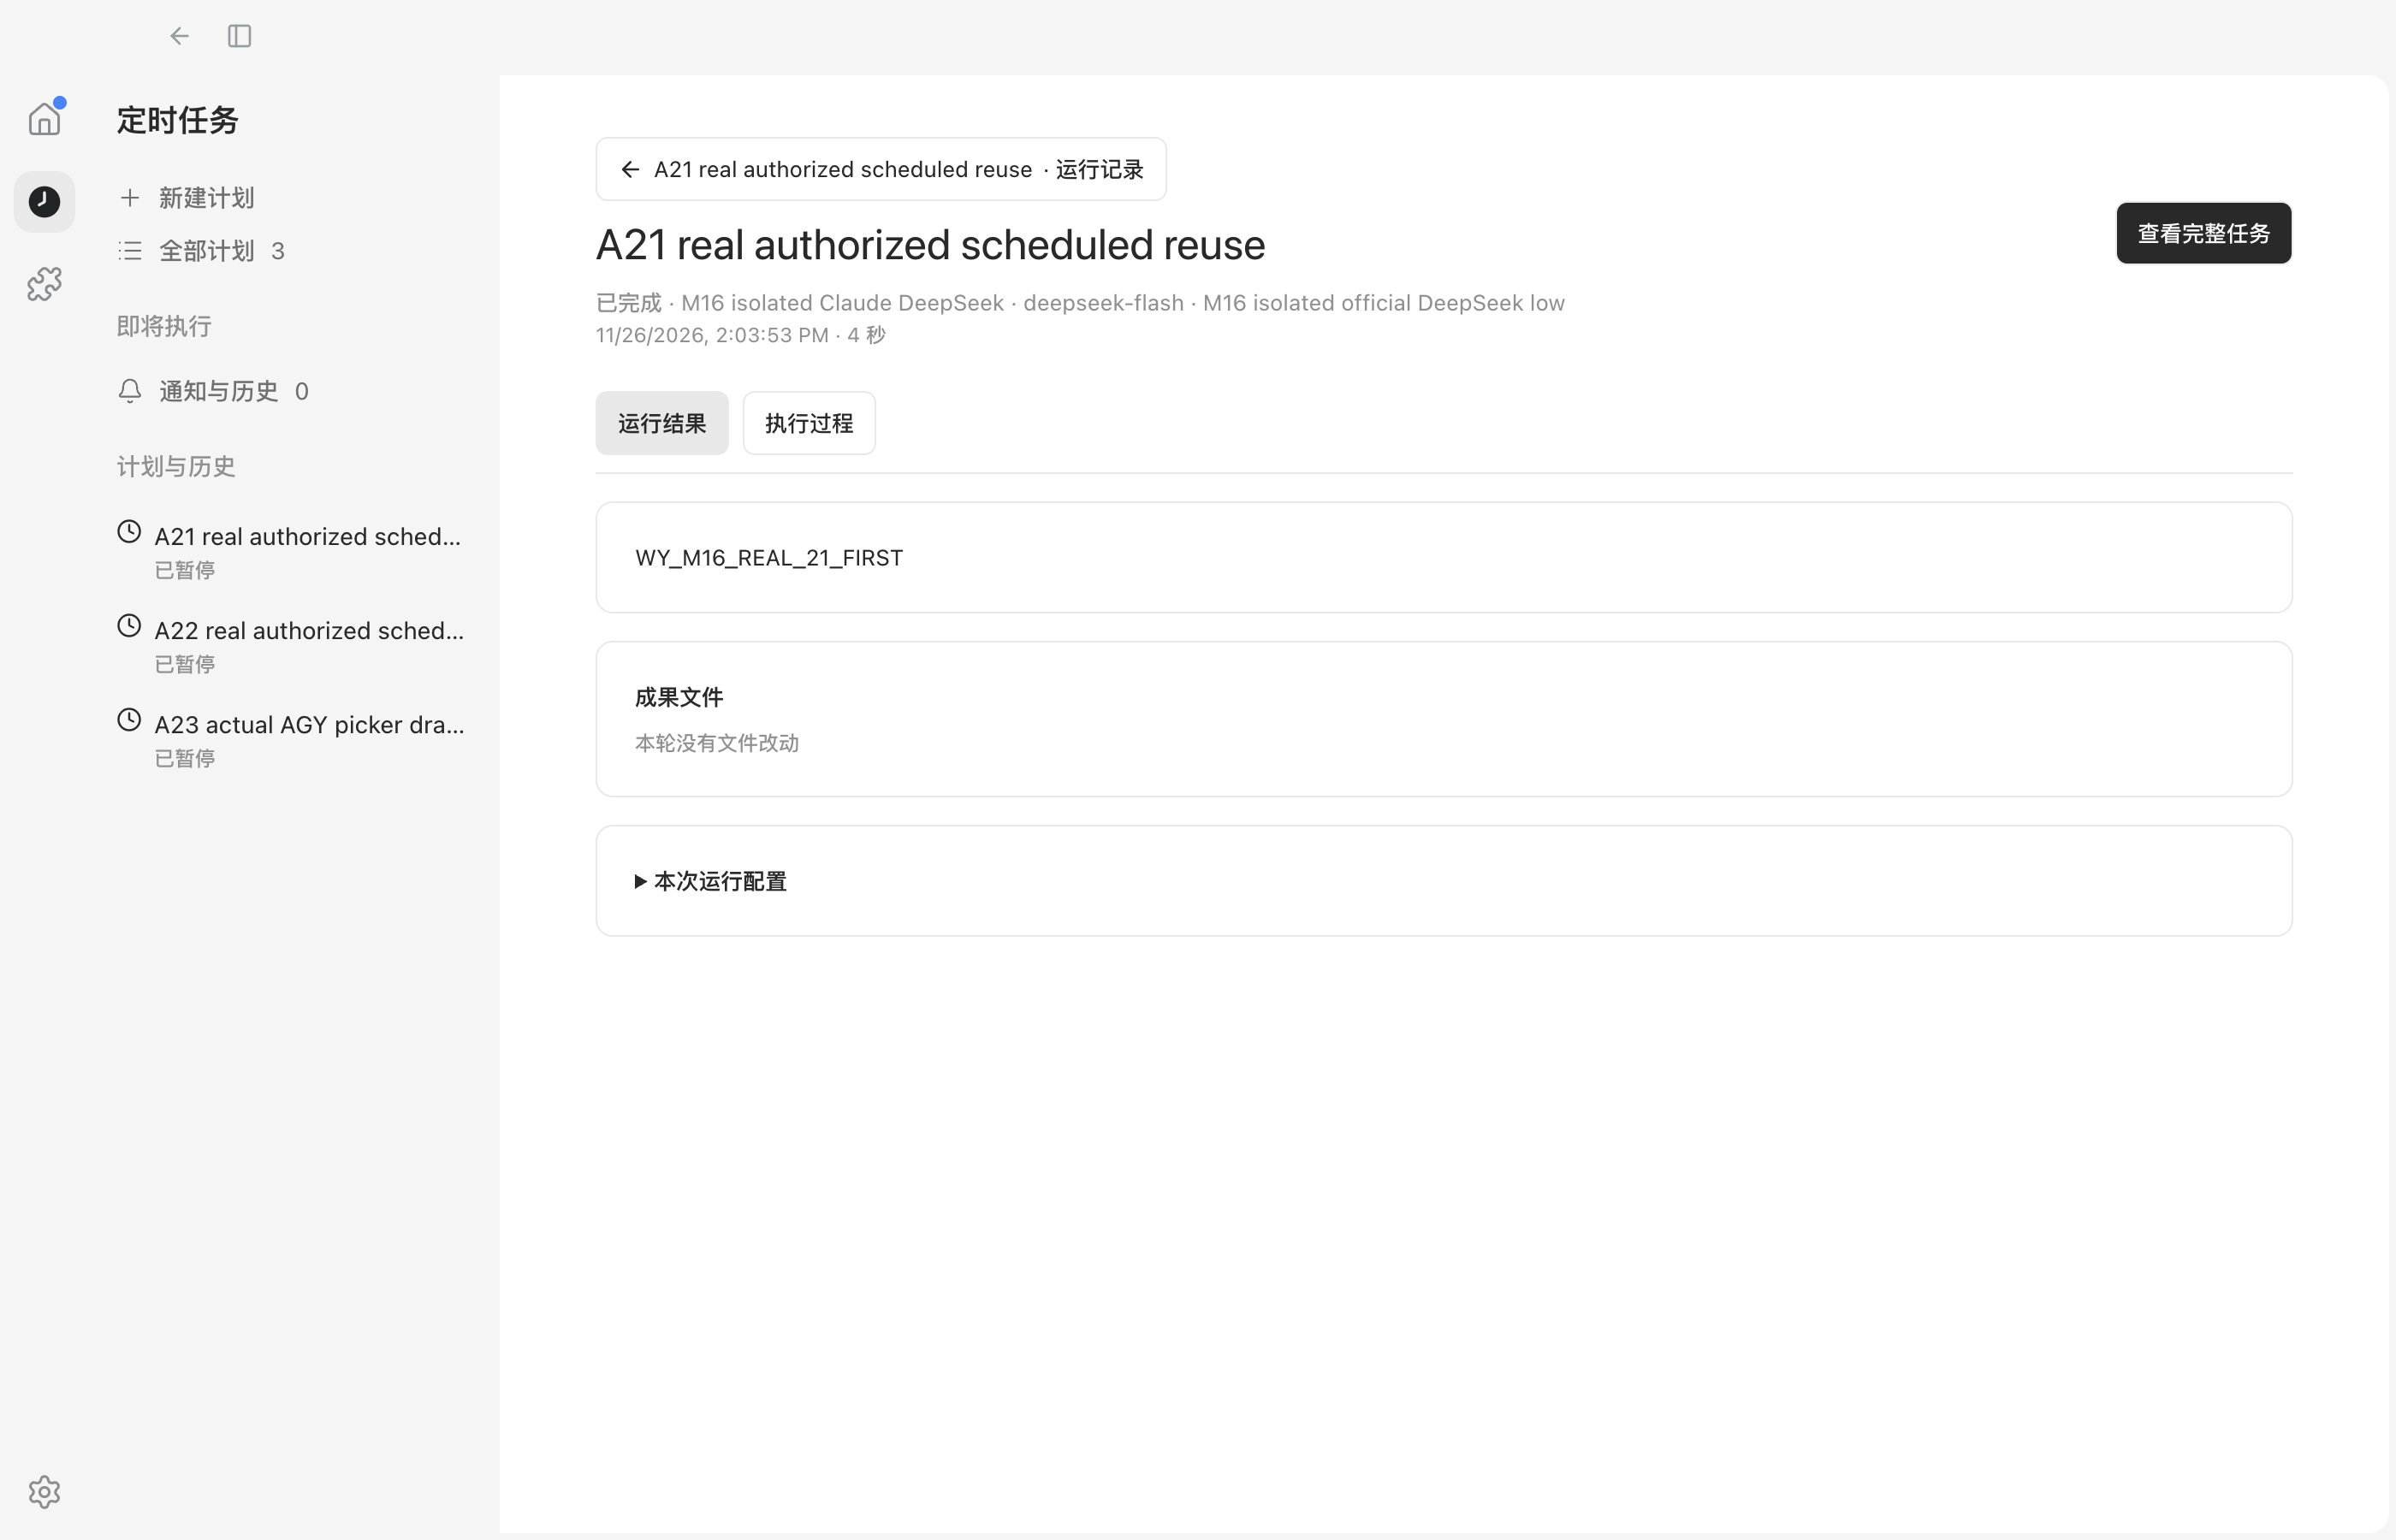 定时任务
新建计划
全部计划 3
即将执行
通知与历史 0
计划与历史
A21 real authorized sched...
已暂停
A22 real authorized sched...
已暂停
A23 actual AGY picker dra...
已暂停
A21 real authorized scheduled reuse · 运行记录
A21 real authorized scheduled reuse
查看完整任务
已完成 · M16 isolated Claude DeepSeek · deepseek-flash · M16 isolated official DeepSeek low
11/26/2026, 2:03:53 PM · 4 秒
运行结果 执行过程
WY_M16_REAL_21_FIRST
成果文件
本轮没有文件改动
本次运行配置